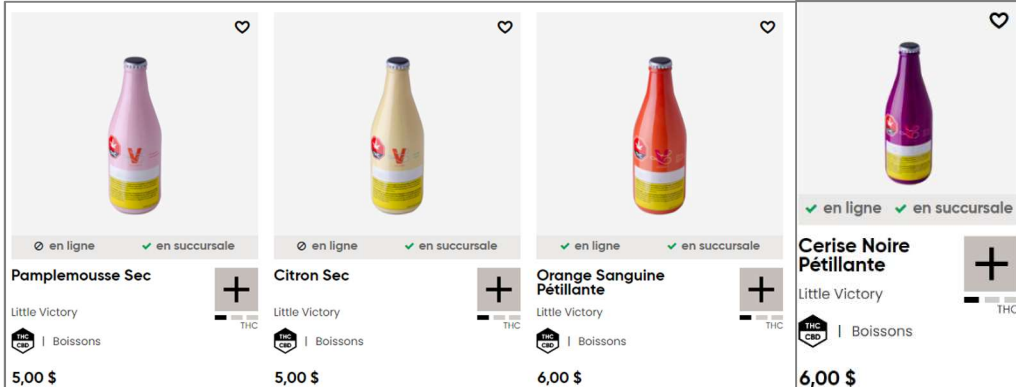 en ligne en succursale
Pamplemousse Sec
Little Victory
THC
THC
CBD
| Boissons
5,00 $
en ligne en succursale
Citron Sec
Little Victory
THC
THC
CBD
| Boissons
5,00 $
en ligne en succursale
Orange Sanguine
Pétillante
Little Victory
THC
THC
CBD
| Boissons
6,00 $
en ligne en succursale
Cerise Noire
Pétillante
Little Victory
THC
THC
CBD
| Boissons
6,00 $